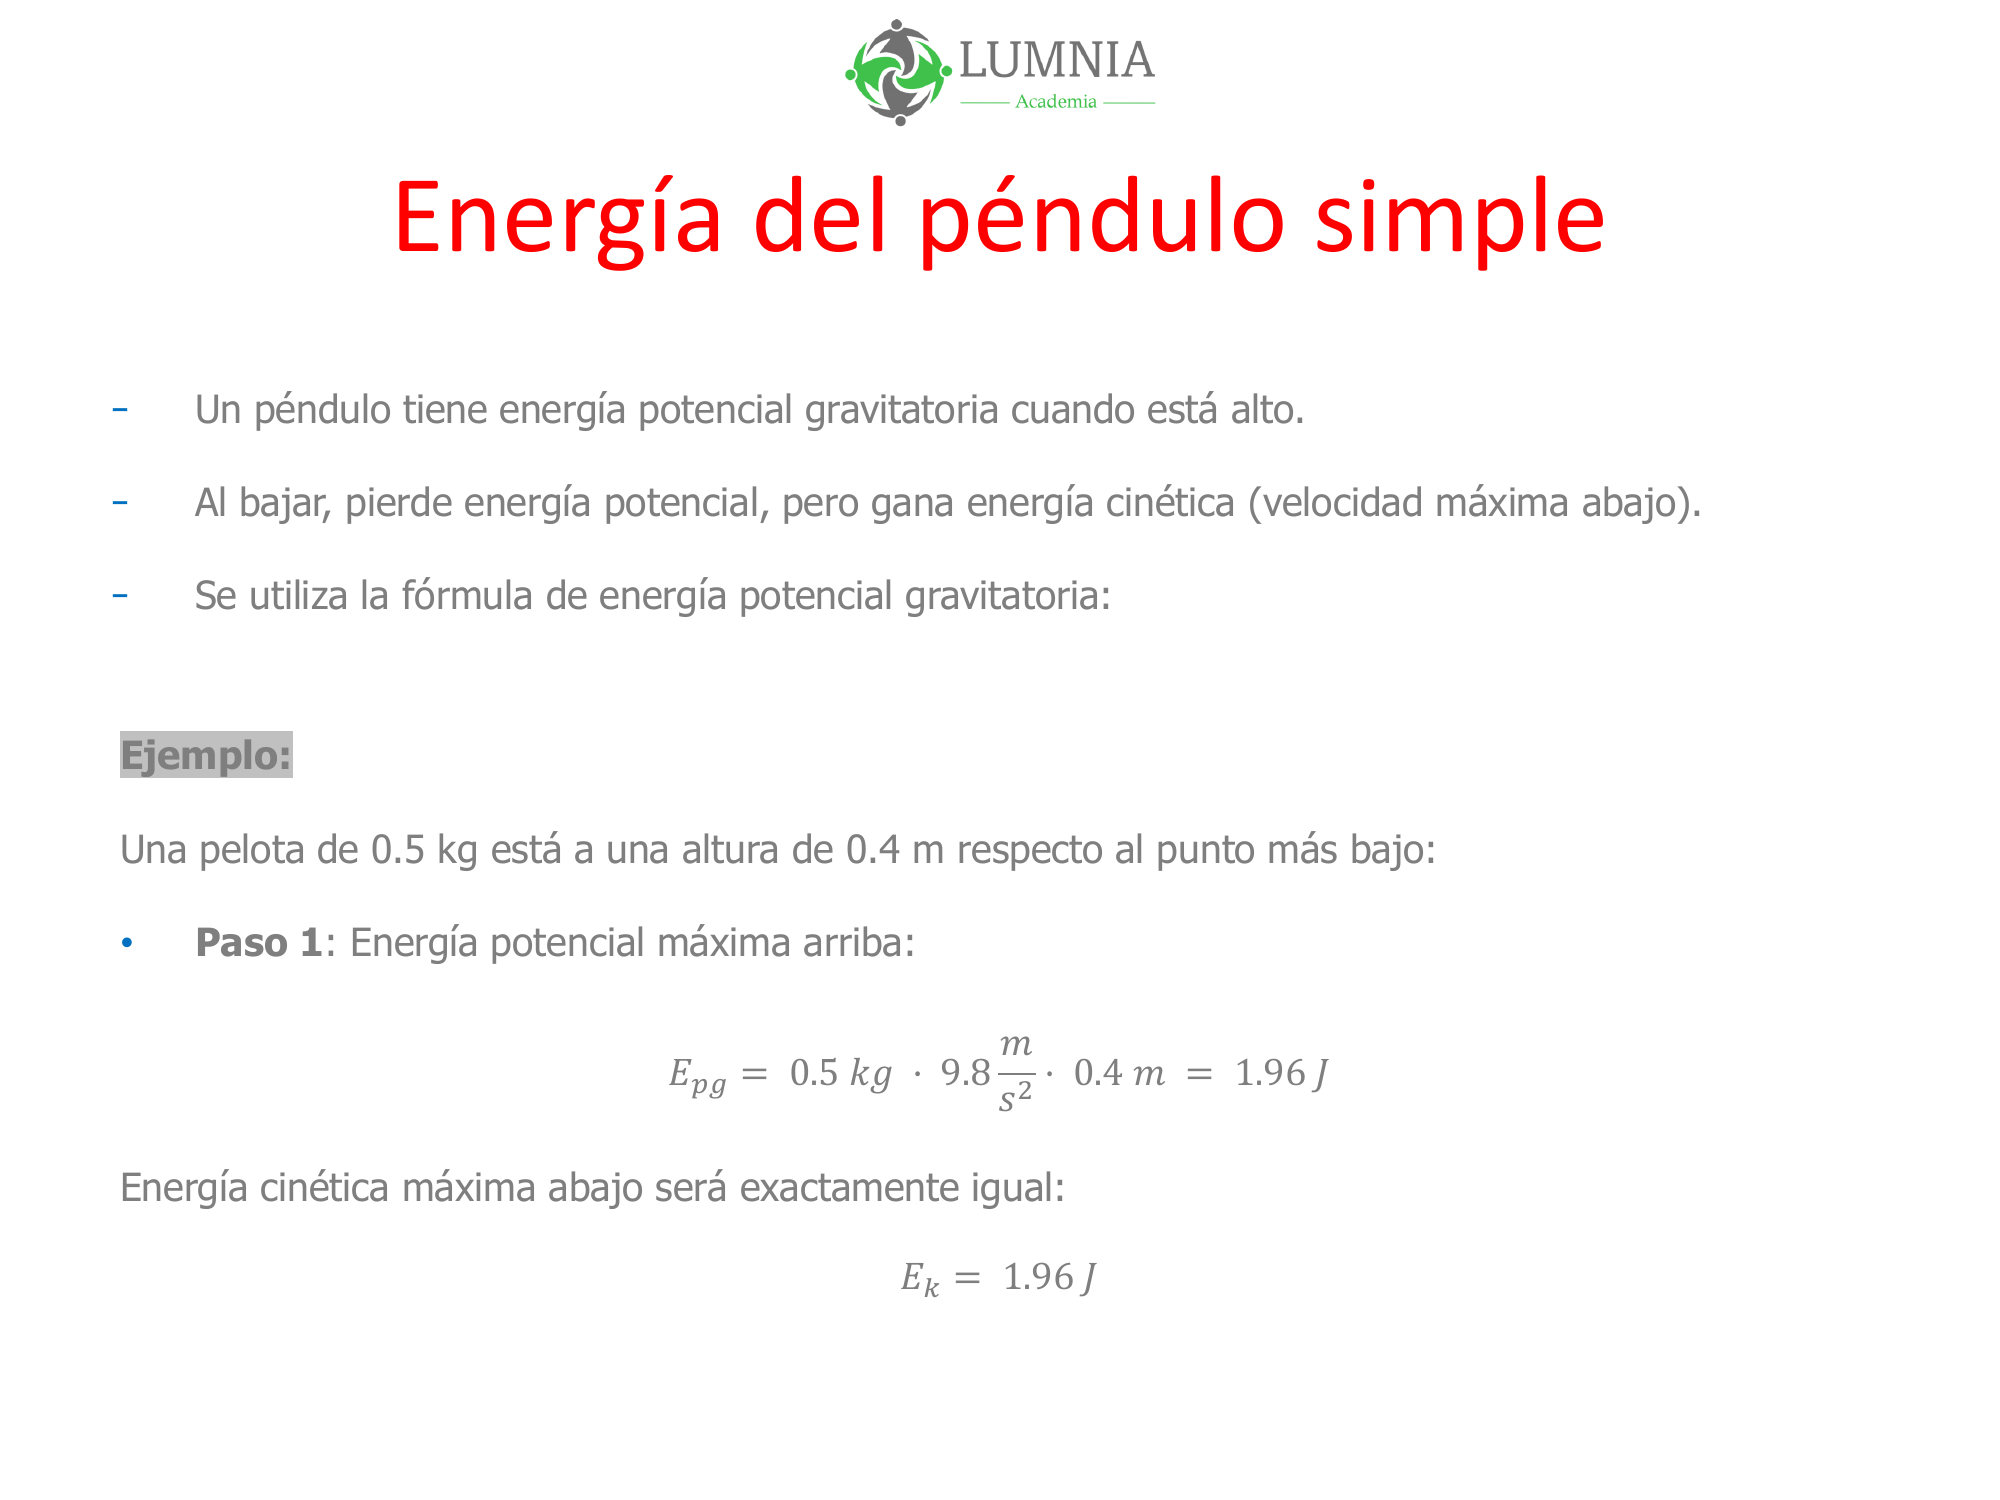 LUMNIA
Academia
Energía del péndulo simple
- Un péndulo tiene energía potencial gravitatoria cuando está alto.
- Al bajar, pierde energía potencial, pero gana energía cinética (velocidad máxima abajo).
- Se utiliza la fórmula de energía potencial gravitatoria:
Ejemplo:
Una pelota de 0.5 kg está a una altura de 0.4 m respecto al punto más bajo:
• Paso 1: Energía potencial máxima arriba:
$E_{pg} = 0.5\ kg \cdot 9.8 \frac{m}{s^2} \cdot 0.4\ m = 1.96\ J$
Energía cinética máxima abajo será exactamente igual:
$E_k = 1.96\ J$